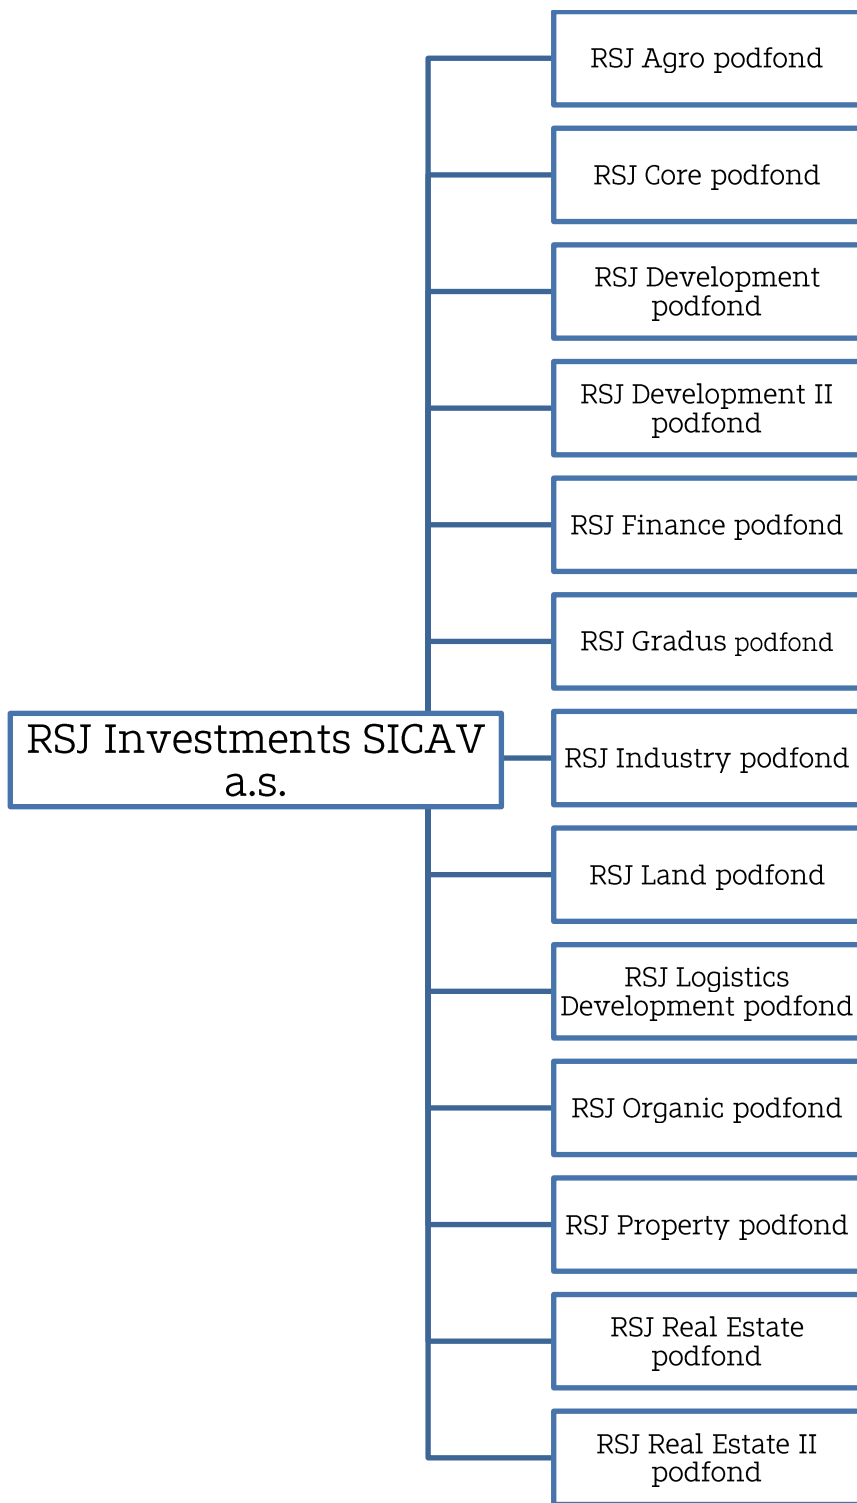 RSJ Agro podfond
RSJ Core podfond
RSJ Development
podfond
RSJ Development II
podfond
RSJ Finance podfond
RSJ Gradus podfond
RSJ Investments SICAV
a.s.
RSJ Industry podfond
RSJ Land podfond
RSJ Logistics
Development podfond
RSJ Organic podfond
RSJ Property podfond
RSJ Real Estate
podfond
RSJ Real Estate II
podfond